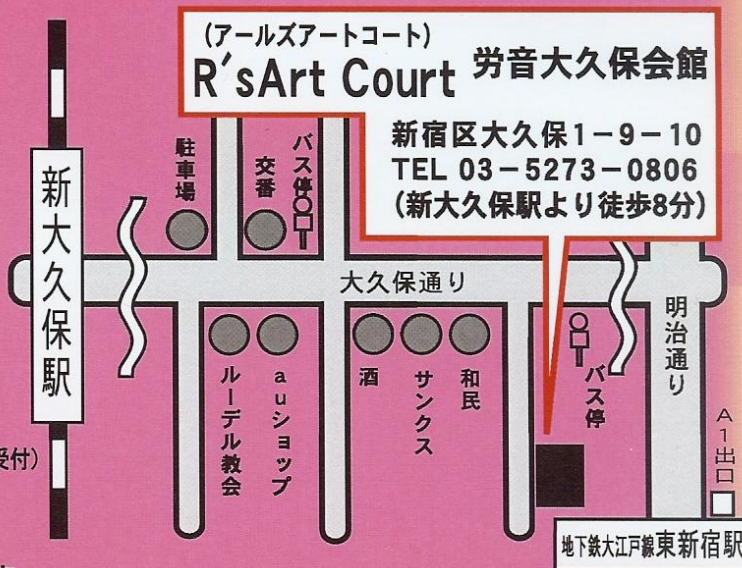 (アールズアートコート)
R'sArt Court 労音大久保会館
新宿区大久保1-9-10
TEL 03-5273-0806
(新大久保駅より徒歩8分)
新大久保駅
駐車場
交番
バス停
大久保通り
明治通り
ルーデル教会
auショップ
酒
サンクス
和民
バス停
A1出口
受付)
地下鉄大江戸線東新宿駅